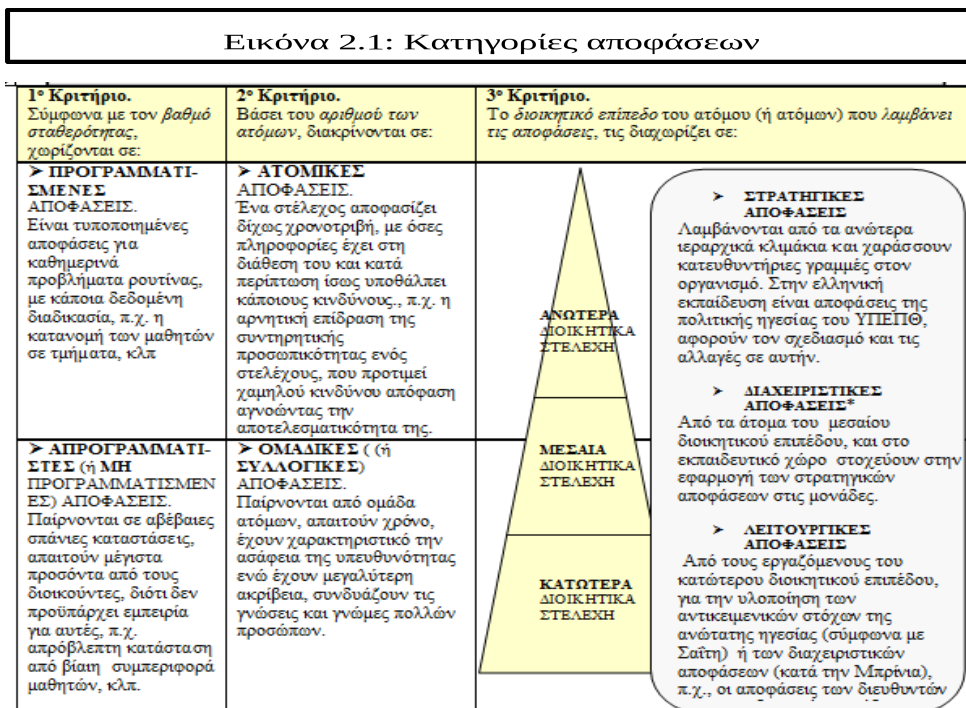 Εικόνα 2.1: Κατηγορίες αποφάσεων
1ο Κριτήριο.
Σύμφωνα με τον βαθμό
σταθερότητας,
χωρίζονται σε:
2ο Κριτήριο.
Βάσει του αριθμού των
ατόμων, διακρίνονται σε:
3ο Κριτήριο.
Το διοικητικό επίπεδο του ατόμου (ή ατόμων) που λαμβάνει
τις αποφάσεις, τις διαχωρίζει σε:
➢ ΠΡΟΓΡΑΜΜΑΤΙ-
ΣΜΕΝΕΣ
ΑΠΟΦΑΣΕΙΣ.
Είναι τυποποιημένες
αποφάσεις για
καθημερινά
προβλήματα ρουτίνας,
με κάποια δεδομένη
διαδικασία, π.χ. η
κατανομή των μαθητών
σε τμήματα, κλπ
➢ ΑΤΟΜΙΚΕΣ
ΑΠΟΦΑΣΕΙΣ.
Ένα στέλεχος αποφασίζει
δίχως χρονοτριβή, με όσες
πληροφορίες έχει στη
διάθεση του και κατά
περίπτωση ίσως υποθάλπει
κάποιους κινδύνους., π.χ. η
αρνητική επίδραση της
συντηρητικής
προσωπικότητας ενός
στελέχους, που προτιμεί
χαμηλού κινδύνου απόφαση
αγνοώντας την
αποτελεσματικότητα της.
➢ ΑΠΡΟΓΡΑΜΜΑΤΙ-
ΣΤΕΣ (ή ΜΗ
ΠΡΟΓΡΑΜΜΑΤΙΣΜΕΝ
ΕΣ) ΑΠΟΦΑΣΕΙΣ.
Παίρνονται σε αβέβαιες
σπάνιες καταστάσεις,
απαιτούν μέγιστα
προσόντα από τους
διοικούντες, διότι δεν
προϋπάρχει εμπειρία
για αυτές, π.χ.
απρόβλεπτη κατάσταση
από βίαιη συμπεριφορά
μαθητών, κλπ.
➢ ΟΜΑΔΙΚΕΣ ( (ή
ΣΥΛΛΟΓΙΚΕΣ)
ΑΠΟΦΑΣΕΙΣ.
Παίρνονται από ομάδα
ατόμων, απαιτούν χρόνο,
έχουν χαρακτηριστικό την
ασάφεια της υπευθυνότητας
ενώ έχουν μεγαλύτερη
ακρίβεια, συνδυάζουν τις
γνώσεις και γνώμες πολλών
προσώπων.
ΑΝΩΤΕΡΑ
ΔΙΟΙΚΗΤΙΚΑ
ΣΤΕΛΕΧΗ
ΜΕΣΑΙΑ
ΔΙΟΙΚΗΤΙΚΑ
ΣΤΕΛΕΧΗ
ΚΑΤΩΤΕΡΑ
ΔΙΟΙΚΗΤΙΚΑ
ΣΤΕΛΕΧΗ
➢ ΣΤΡΑΤΗΓΙΚΕΣ
ΑΠΟΦΑΣΕΙΣ
Λαμβάνονται από τα ανώτερα
ιεραρχικά κλιμάκια και χαράσσουν
κατευθυντήριες γραμμές στον
οργανισμό. Στην ελληνική
εκπαίδευση είναι αποφάσεις της
πολιτικής ηγεσίας του ΥΠΕΠΘ,
αφορούν τον σχεδιασμό και τις
αλλαγές σε αυτήν.
➢ ΔΙΑΧΕΙΡΙΣΤΙΚΕΣ
ΑΠΟΦΑΣΕΙΣ*
Από τα άτομα του μεσαίου
διοικητικού επιπέδου, και στο
εκπαιδευτικό χώρο στοχεύουν στην
εφαρμογή των στρατηγικών
αποφάσεων στις μονάδες.
➢ ΛΕΙΤΟΥΡΓΙΚΕΣ
ΑΠΟΦΑΣΕΙΣ
Από τους εργαζόμενους του
κατώτερου διοικητικού επιπέδου,
για την υλοποίηση των
αντικειμενικών στόχων της
ανώτατης ηγεσίας (σύμφωνα με
Σαΐτη) ή των διαχειριστικών
αποφάσεων (κατά την Μπρίνια),
π.χ., οι αποφάσεις των διευθυντών